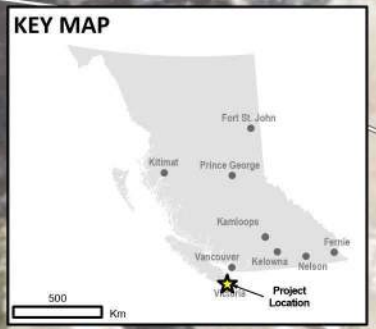 KEY MAP
Fort St. John
Kitimat
Prince George
Kamloops
Fernie
Vancouver
Kelowna
Nelson
Victoria
Project
Location
500
Km